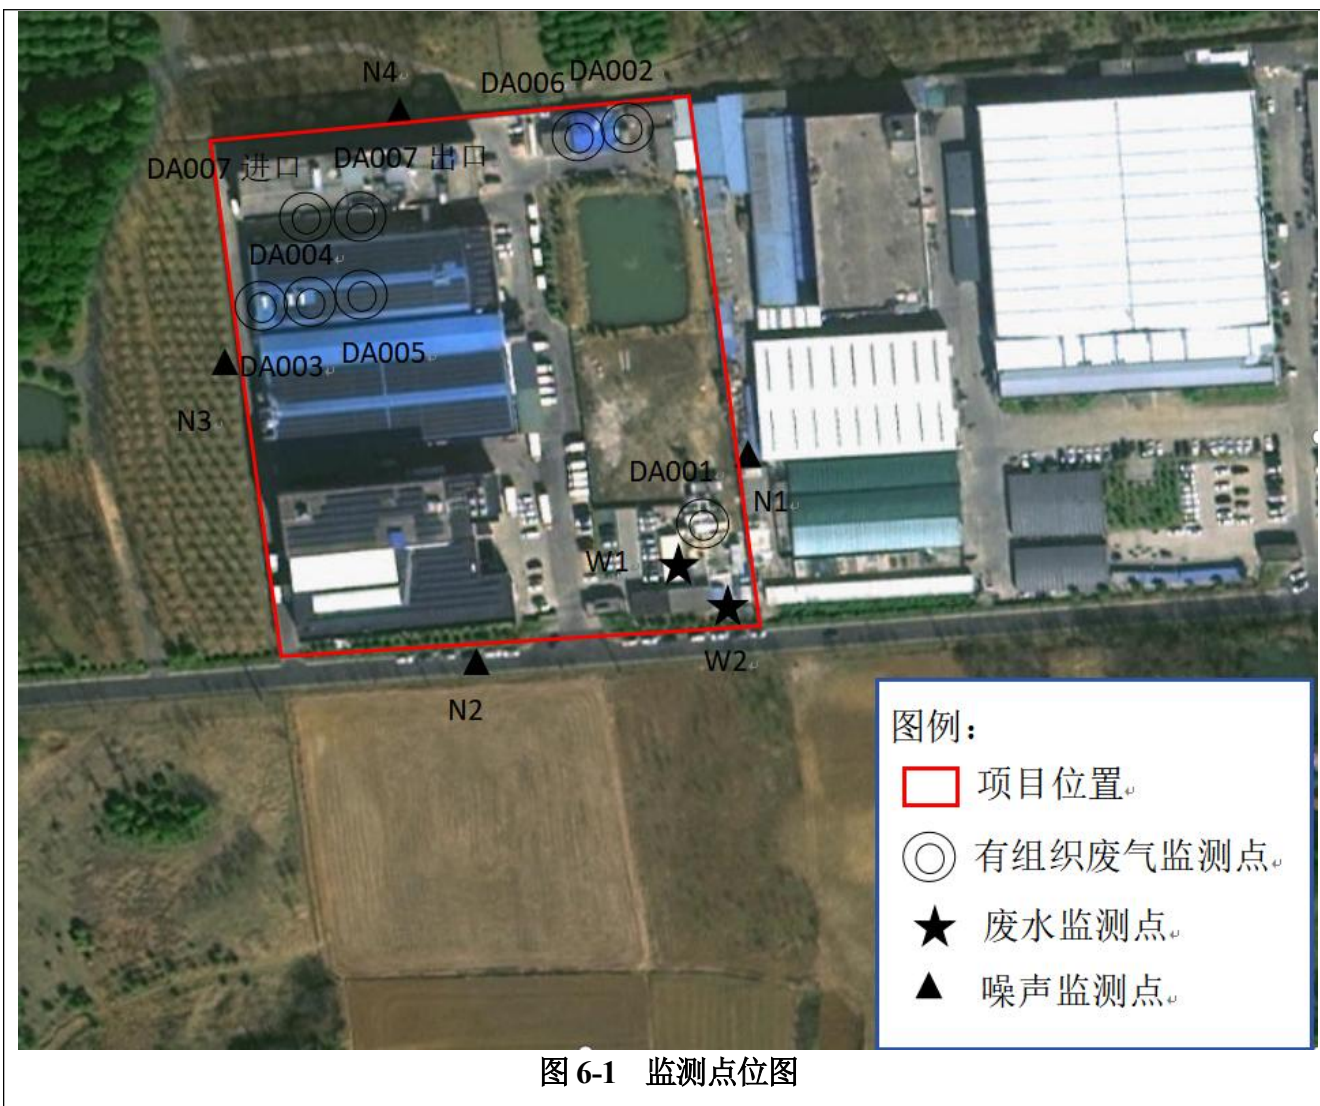 N4
DA006
DA002
DA007 进口
DA007 出口
DA004
DA003
DA005
N3
DA001
N1
W1
W2
N2
图例：
项目位置
有组织废气监测点
废水监测点
噪声监测点
图 6-1 监测点位图